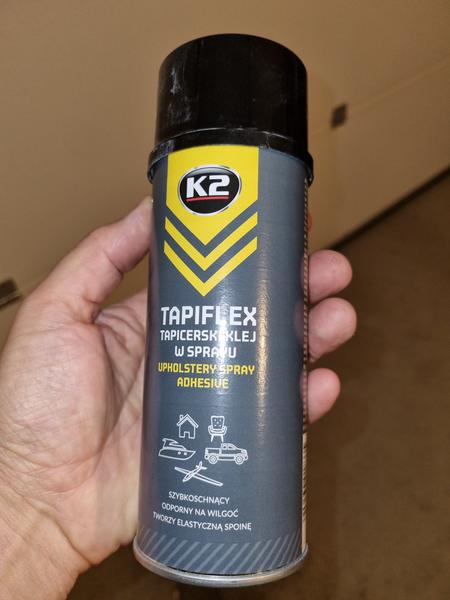 K2
TAPIFLEX
TAPICERSKI KLEJ
W SPRAYU
UPHOLSTERY SPRAY
ADHESIVE
SZYBKOSCHNĄCY
ODPORNY NA WILGOĆ
TWORZY ELASTYCZNĄ SPOINĘ